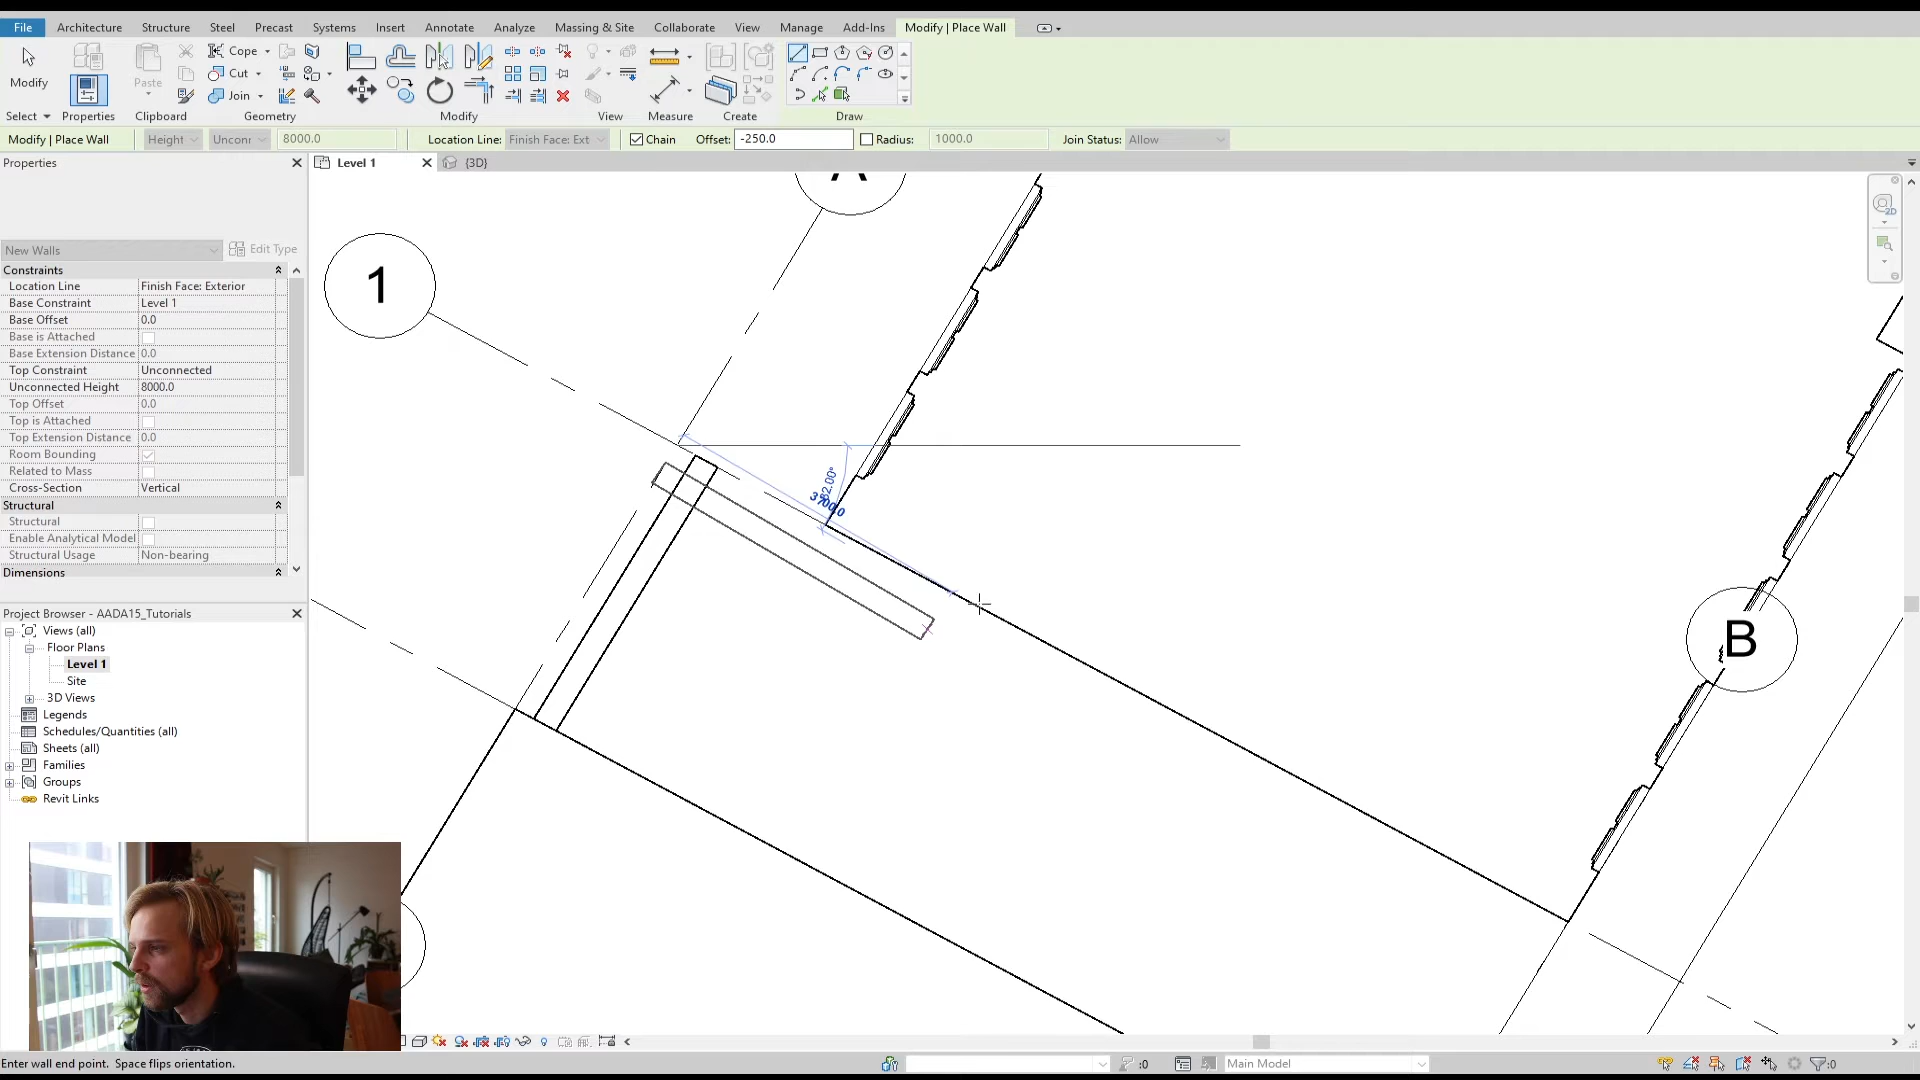 File Architecture Structure Steel Precast Systems Insert Annotate Analyze Massing & Site Collaborate View Manage Add-Ins Modify | Place Wall
Modify
Paste
Cope
Cut
Join
Select Properties Clipboard Geometry Modify View Measure Create Draw
Modify | Place Wall Height Unconr 8000.0 Location Line: Finish Face: Ext Chain Offset: -250.0 Radius: 1000.0 Join Status: Allow
Properties
Level 1
{3D}
New Walls
Edit Type
Constraints
Location Line Finish Face: Exterior
Base Constraint Level 1
Base Offset 0.0
Base is Attached
Base Extension Distance 0.0
Top Constraint Unconnected
Unconnected Height 8000.0
Top Offset 0.0
Top is Attached
Top Extension Distance 0.0
Room Bounding
Related to Mass
Cross-Section Vertical
Structural
Structural
Enable Analytical Model
Structural Usage Non-bearing
Dimensions
Project Browser - AADA15_Tutorials
Views (all)
Floor Plans
Level 1
Site
3D Views
Legends
Schedules/Quantities (all)
Sheets (all)
Families
Groups
Revit Links
1
A
3700.0
B
2D
Enter wall end point. Space flips orientation.
:0
Main Model
:0